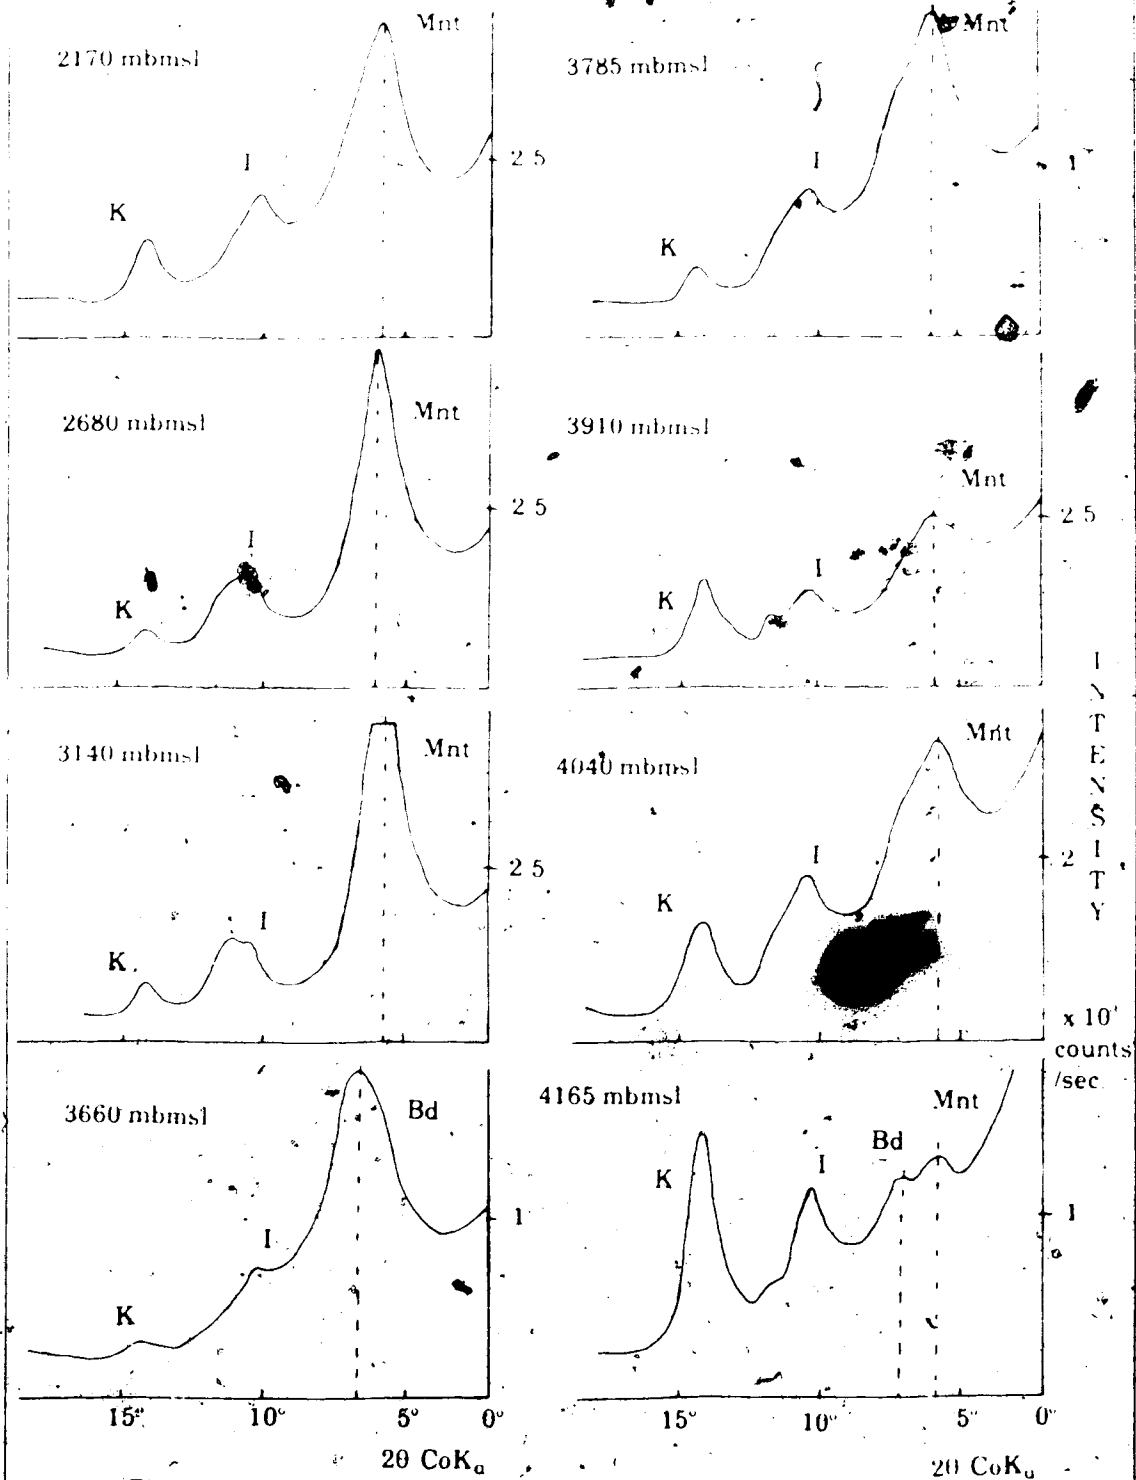 Mnt
2170 mbmsl
I
2.5
K
Mnt
3785 mbmsl
I
1
K
Mnt
2680 mbmsl
2.5
I
K
3910 mbmsl
Mnt
2.5
I
K
Mnt
3140 mbmsl
2.5
I
K
Mnt
4040 mbmsl
I
2
K
INTENSITY
x 10³
counts
/sec.
3660 mbmsl
Bd
1
I
K
15° 10° 5° 0°
2θ CoKα
4165 mbmsl
Mnt
Bd
I
K
1
15° 10° 5° 0°
2θ CoKα